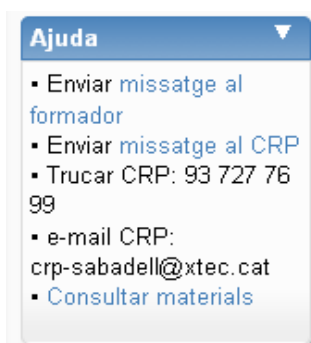 Ajuda
▪ Enviar missatge al
formador
▪ Enviar missatge al CRP
▪ Trucar CRP: 93 727 76
99
▪ e-mail CRP:
crp-sabadell@xtec.cat
▪ Consultar materials